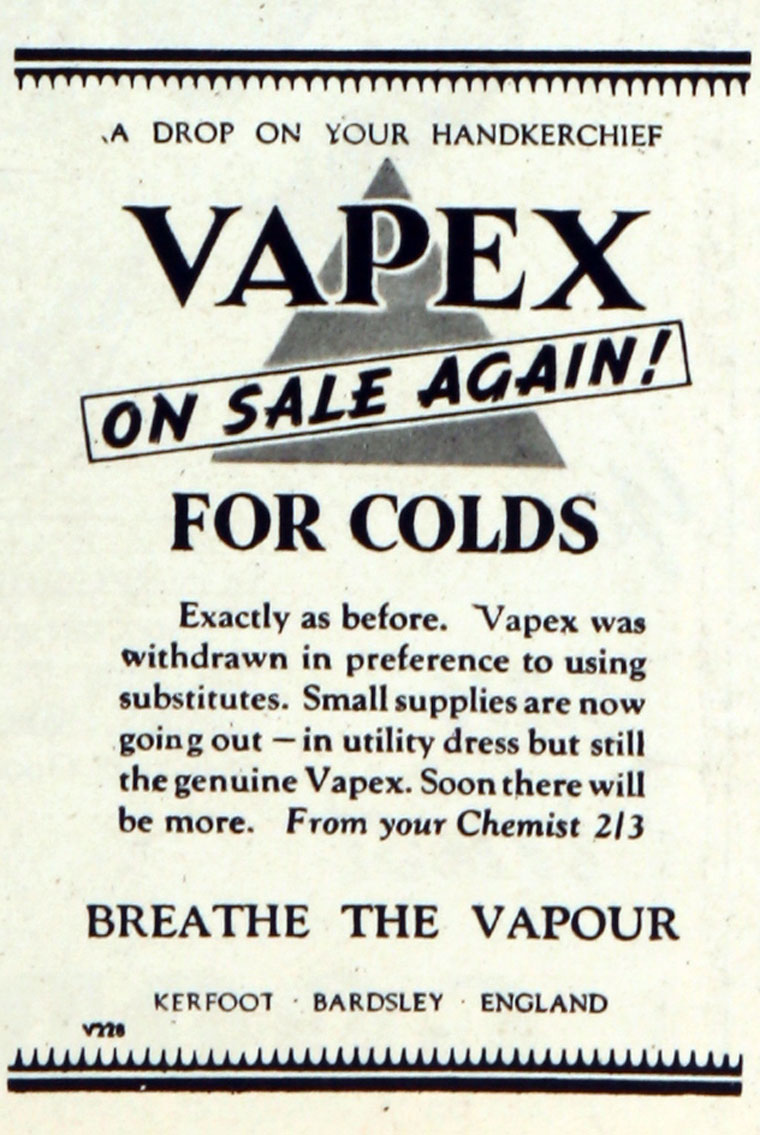 A DROP ON YOUR HANDKERCHIEF
VAPEX
ON SALE AGAIN!
FOR COLDS
Exactly as before. Vapex was
withdrawn in preference to using
substitutes. Small supplies are now
going out — in utility dress but still
the genuine Vapex. Soon there will
be more. From your Chemist 2/3
BREATHE THE VAPOUR
KERFOOT · BARDSLEY · ENGLAND
V228